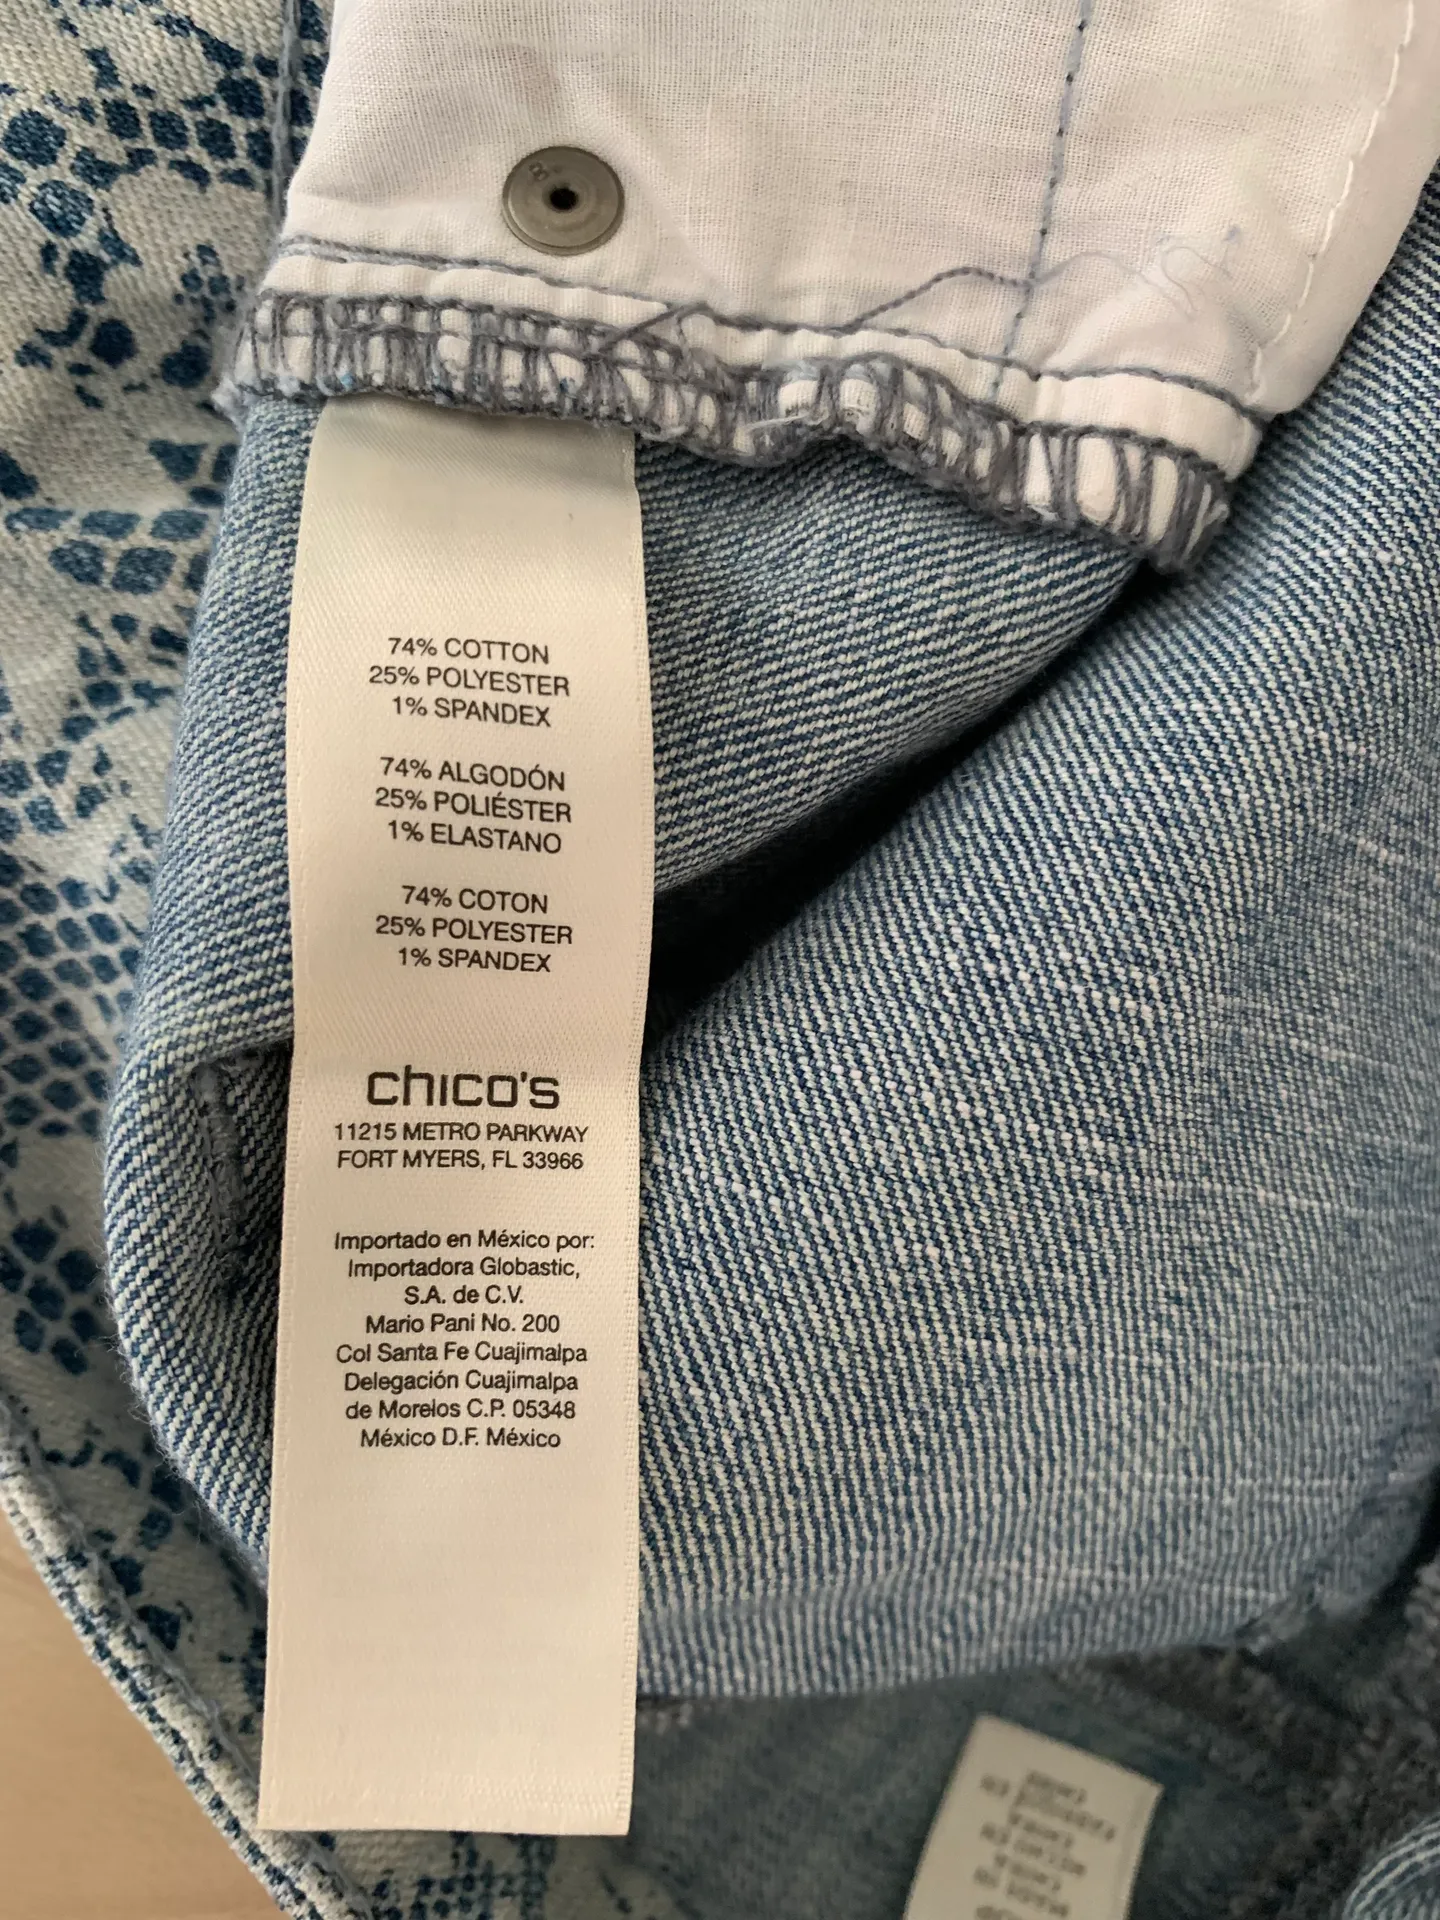 74% COTTON
25% POLYESTER
1% SPANDEX
74% ALGODÓN
25% POLIÉSTER
1% ELASTANO
74% COTON
25% POLYESTER
1% SPANDEX
chico's
11215 METRO PARKWAY
FORT MYERS, FL 33966
Importado en México por:
Importadora Globastic,
S.A. de C.V.
Mario Pani No. 200
Col Santa Fe Cuajimalpa
Delegación Cuajimalpa
de Morelos C.P. 05348
México D.F. México